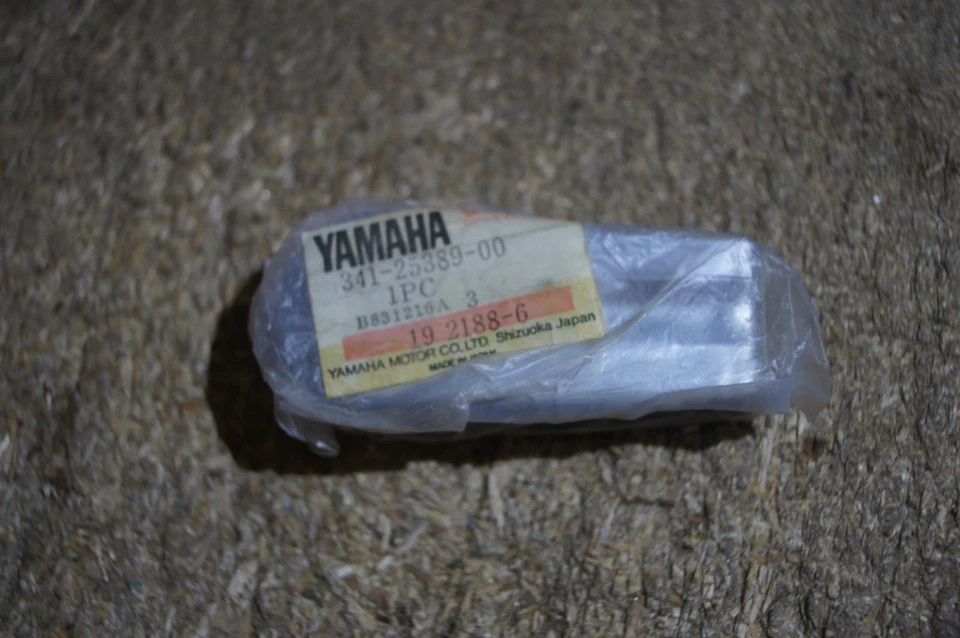 YAMAHA
341-25389-00
1PC
B831216A 3
19 2188-6
YAMAHA MOTOR CO., LTD. Shizuoka Japan
MADE IN JAPAN